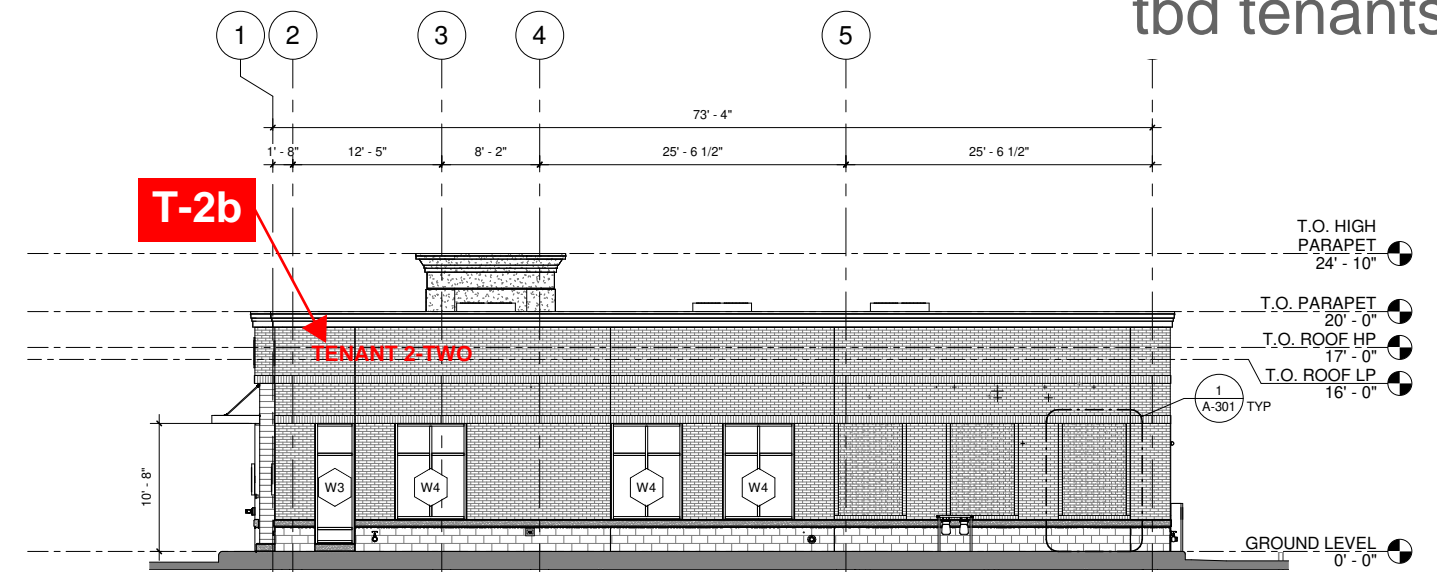 tbd tenants
1
2
3
4
5
73' - 4"
1' - 8"
12' - 5"
8' - 2"
25' - 6 1/2"
25' - 6 1/2"
T-2b
T.O. HIGH
PARAPET
24' - 10"
T.O. PARAPET
20' - 0"
TENANT 2-TWO
T.O. ROOF HP
17' - 0"
T.O. ROOF LP
16' - 0"
1
A-301
TYP
10' - 8"
W3
W4
W4
W4
GROUND LEVEL
0' - 0"